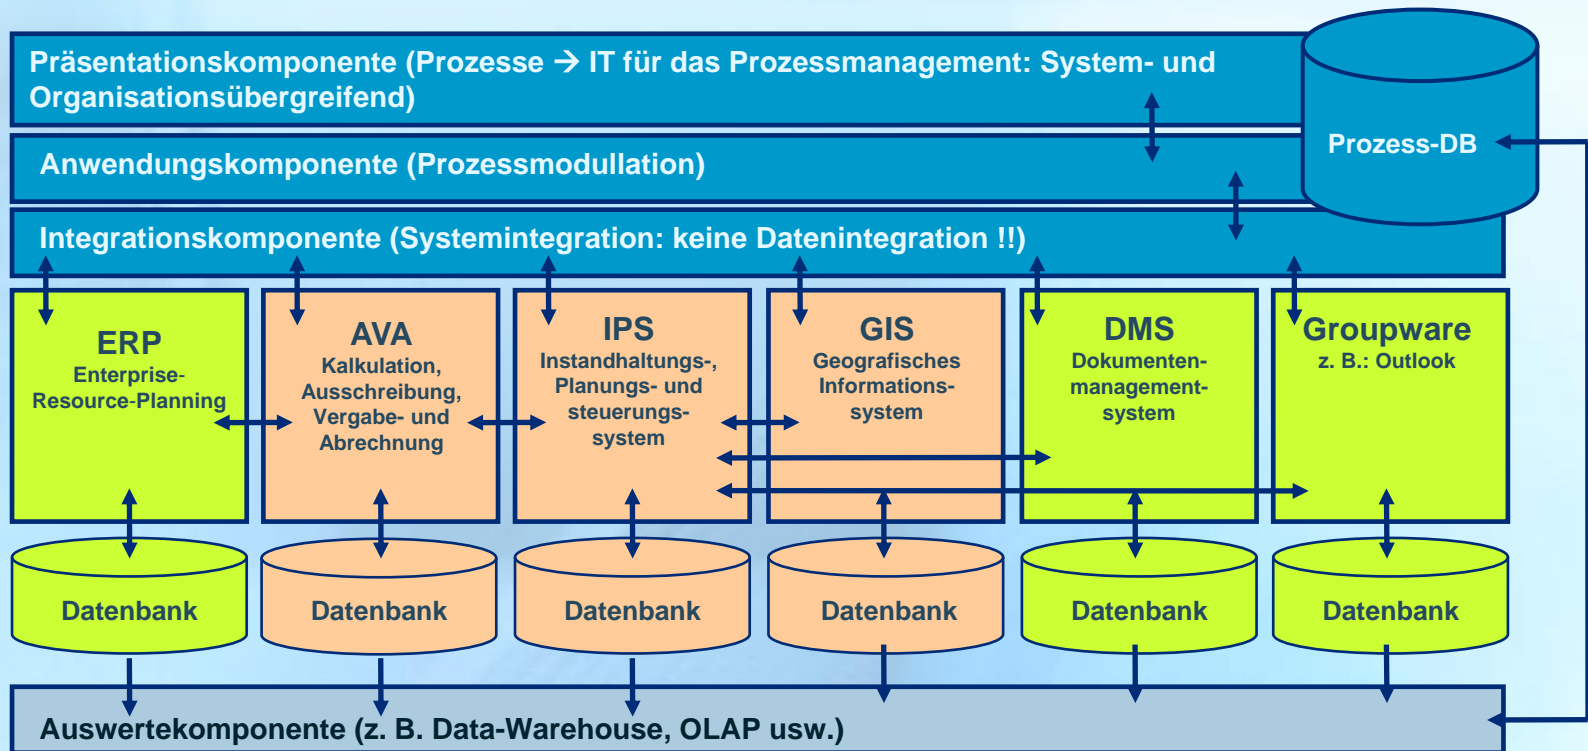 Präsentationskomponente (Prozesse → IT für das Prozessmanagement: System- und
Organisationsübergreifend)
Prozess-DB
Anwendungskomponente (Prozessmodullation)
Integrationskomponente (Systemintegration: keine Datenintegration !!)
ERP
Enterprise-
Resource-Planning
AVA
Kalkulation,
Ausschreibung,
Vergabe- und
Abrechnung
IPS
Instandhaltungs-,
Planungs- und
steuerungs-
system
GIS
Geografisches
Informations-
system
DMS
Dokumenten-
management-
system
Groupware
z. B.: Outlook
Datenbank
Datenbank
Datenbank
Datenbank
Datenbank
Datenbank
Auswertekomponente (z. B. Data-Warehouse, OLAP usw.)